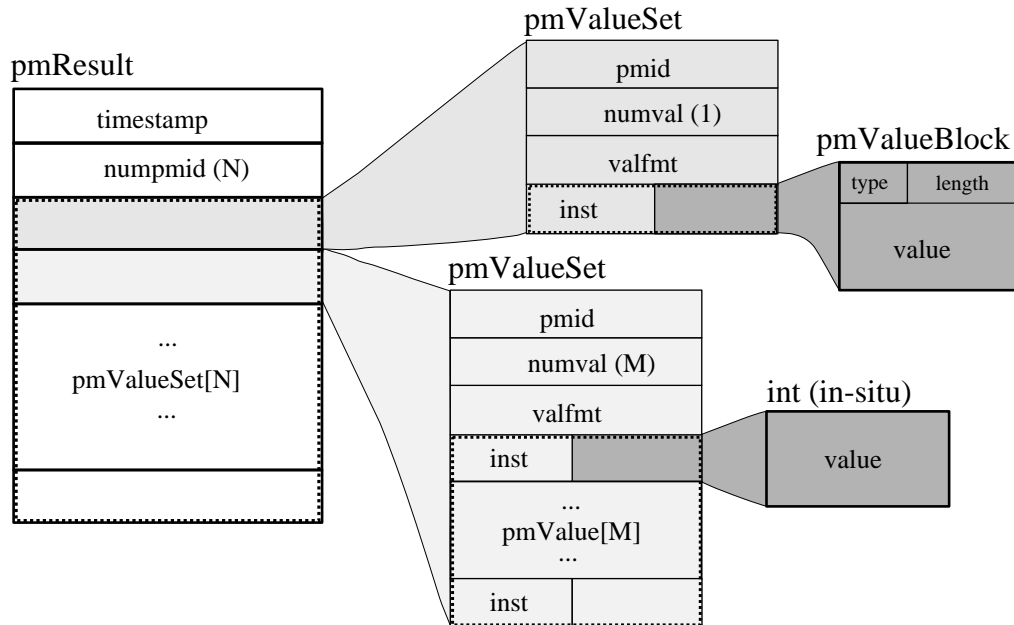 pmResult
timestamp
numpmid (N)
...
pmValueSet[N]
...
pmValueSet
pmid
numval (1)
valfmt
inst
pmValueBlock
type length
value
pmValueSet
pmid
numval (M)
valfmt
inst
...
pmValue[M]
...
inst
int (in-situ)
value